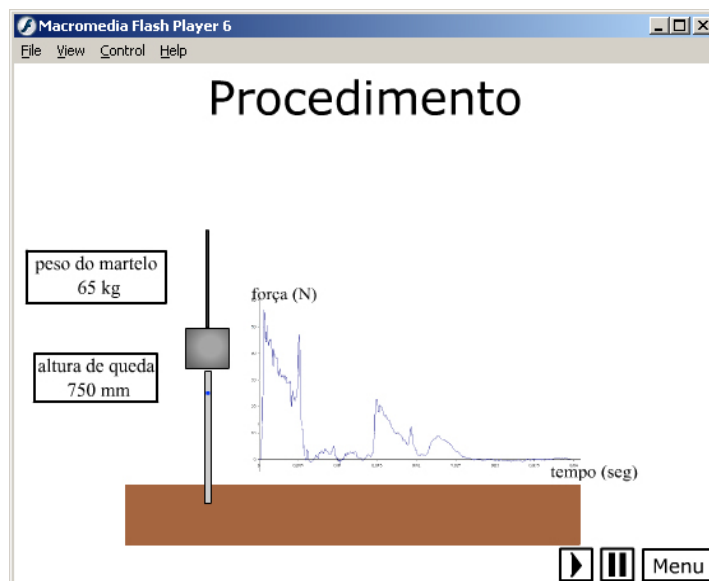 Macromedia Flash Player 6
File View Control Help
Procedimento
peso do martelo
65 kg
força (N)
altura de queda
750 mm
tempo (seg)
Menu